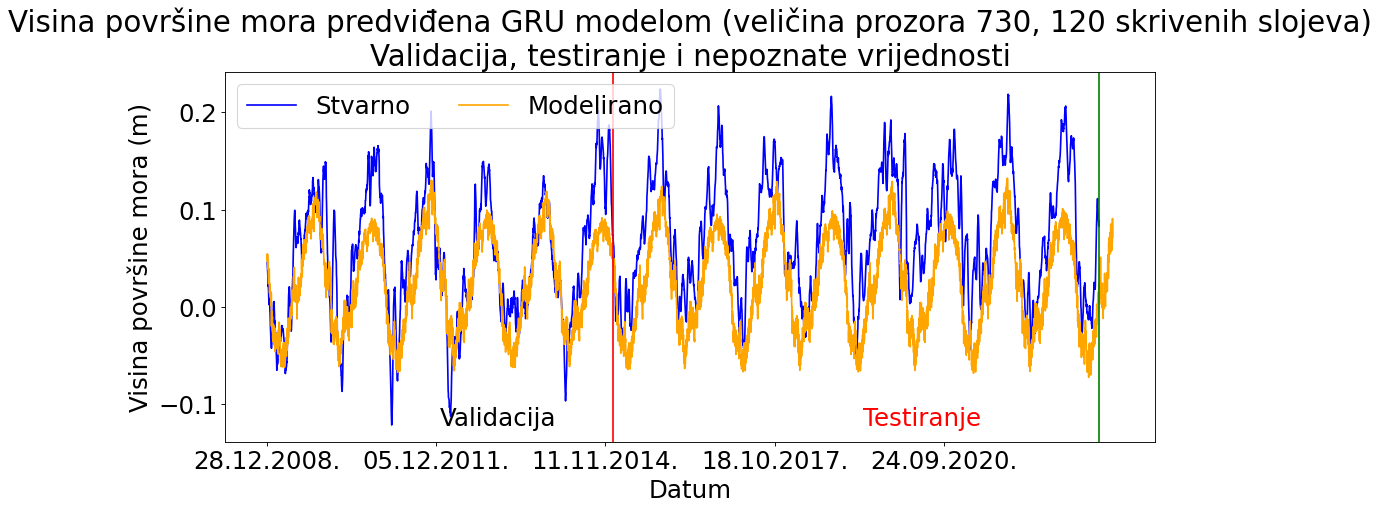 Visina površine mora predviđena GRU modelom (veličina prozora 730, 120 skrivenih slojeva)
Validacija, testiranje i nepoznate vrijednosti
Stvarno
Modelirano
Visina površine mora (m)
0.2
0.1
0.0
−0.1
Validacija
Testiranje
28.12.2008.
05.12.2011.
11.11.2014.
18.10.2017.
24.09.2020.
Datum